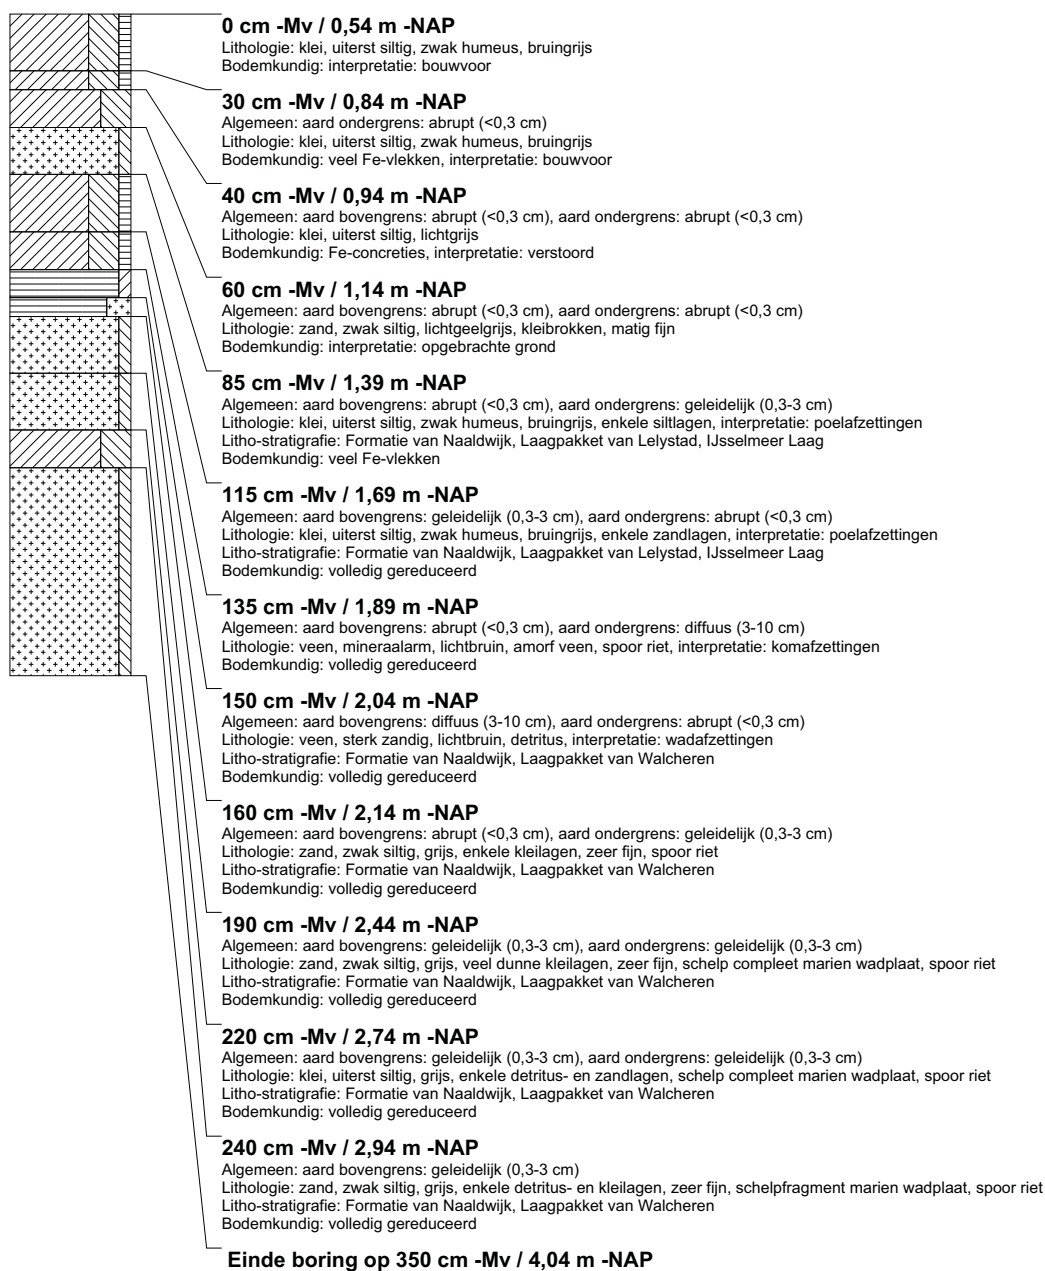 0 cm -Mv / 0,54 m -NAP
Lithologie: klei, uiterst siltig, zwak humeus, bruingrijs
Bodemkundig: interpretatie: bouwvoor
30 cm -Mv / 0,84 m -NAP
Algemeen: aard ondergrens: abrupt (<0,3 cm)
Lithologie: klei, uiterst siltig, zwak humeus, bruingrijs
Bodemkundig: veel Fe-vlekken, interpretatie: bouwvoor
40 cm -Mv / 0,94 m -NAP
Algemeen: aard bovengrens: abrupt (<0,3 cm), aard ondergrens: abrupt (<0,3 cm)
Lithologie: klei, uiterst siltig, lichtgrijs
Bodemkundig: Fe-concreties, interpretatie: verstoord
60 cm -Mv / 1,14 m -NAP
Algemeen: aard bovengrens: abrupt (<0,3 cm), aard ondergrens: abrupt (<0,3 cm)
Lithologie: zand, zwak siltig, lichtgeelgrijs, kleibrokken, matig fijn
Bodemkundig: interpretatie: opgebrachte grond
85 cm -Mv / 1,39 m -NAP
Algemeen: aard bovengrens: abrupt (<0,3 cm), aard ondergrens: geleidelijk (0,3-3 cm)
Lithologie: klei, uiterst siltig, zwak humeus, bruingrijs, enkele siltlagen, interpretatie: poelafzettingen
Litho-stratigrafie: Formatie van Naaldwijk, Laagpakket van Lelystad, IJsselmeer Laag
Bodemkundig: veel Fe-vlekken
115 cm -Mv / 1,69 m -NAP
Algemeen: aard bovengrens: geleidelijk (0,3-3 cm), aard ondergrens: abrupt (<0,3 cm)
Lithologie: klei, uiterst siltig, zwak humeus, bruingrijs, enkele zandlagen, interpretatie: poelafzettingen
Litho-stratigrafie: Formatie van Naaldwijk, Laagpakket van Lelystad, IJsselmeer Laag
Bodemkundig: volledig gereduceerd
135 cm -Mv / 1,89 m -NAP
Algemeen: aard bovengrens: abrupt (<0,3 cm), aard ondergrens: diffuus (3-10 cm)
Lithologie: veen, mineraalarm, lichtbruin, amorf veen, spoor riet, interpretatie: komafzettingen
Bodemkundig: volledig gereduceerd
150 cm -Mv / 2,04 m -NAP
Algemeen: aard bovengrens: diffuus (3-10 cm), aard ondergrens: abrupt (<0,3 cm)
Lithologie: veen, sterk zandig, lichtbruin, detritus, interpretatie: wadafzettingen
Litho-stratigrafie: Formatie van Naaldwijk, Laagpakket van Walcheren
Bodemkundig: volledig gereduceerd
160 cm -Mv / 2,14 m -NAP
Algemeen: aard bovengrens: abrupt (<0,3 cm), aard ondergrens: geleidelijk (0,3-3 cm)
Lithologie: zand, zwak siltig, grijs, enkele kleilagen, zeer fijn, spoor riet
Litho-stratigrafie: Formatie van Naaldwijk, Laagpakket van Walcheren
Bodemkundig: volledig gereduceerd
190 cm -Mv / 2,44 m -NAP
Algemeen: aard bovengrens: geleidelijk (0,3-3 cm), aard ondergrens: geleidelijk (0,3-3 cm)
Lithologie: zand, zwak siltig, grijs, veel dunne kleilagen, zeer fijn, schelp compleet marien wadplaat, spoor riet
Litho-stratigrafie: Formatie van Naaldwijk, Laagpakket van Walcheren
Bodemkundig: volledig gereduceerd
220 cm -Mv / 2,74 m -NAP
Algemeen: aard bovengrens: geleidelijk (0,3-3 cm), aard ondergrens: geleidelijk (0,3-3 cm)
Lithologie: klei, uiterst siltig, grijs, enkele detritus- en zandlagen, schelp compleet marien wadplaat, spoor riet
Litho-stratigrafie: Formatie van Naaldwijk, Laagpakket van Walcheren
Bodemkundig: volledig gereduceerd
240 cm -Mv / 2,94 m -NAP
Algemeen: aard bovengrens: geleidelijk (0,3-3 cm)
Lithologie: zand, zwak siltig, grijs, enkele detritus- en kleilagen, zeer fijn, schelpfragment marien wadplaat, spoor riet
Litho-stratigrafie: Formatie van Naaldwijk, Laagpakket van Walcheren
Bodemkundig: volledig gereduceerd
Einde boring op 350 cm -Mv / 4,04 m -NAP